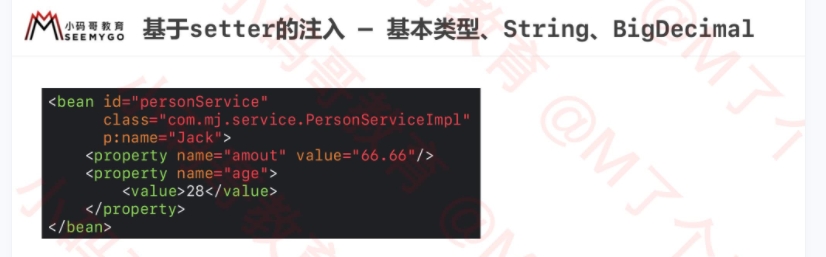 小码哥教育
SEEMYGO
基于setter的注入 — 基本类型、String、BigDecimal
<bean id="personService"
class="com.mj.service.PersonServiceImpl"
p:name="Jack">
<property name="amout" value="66.66"/>
<property name="age">
<value>28</value>
</property>
</bean>
小码哥教育 @M了个